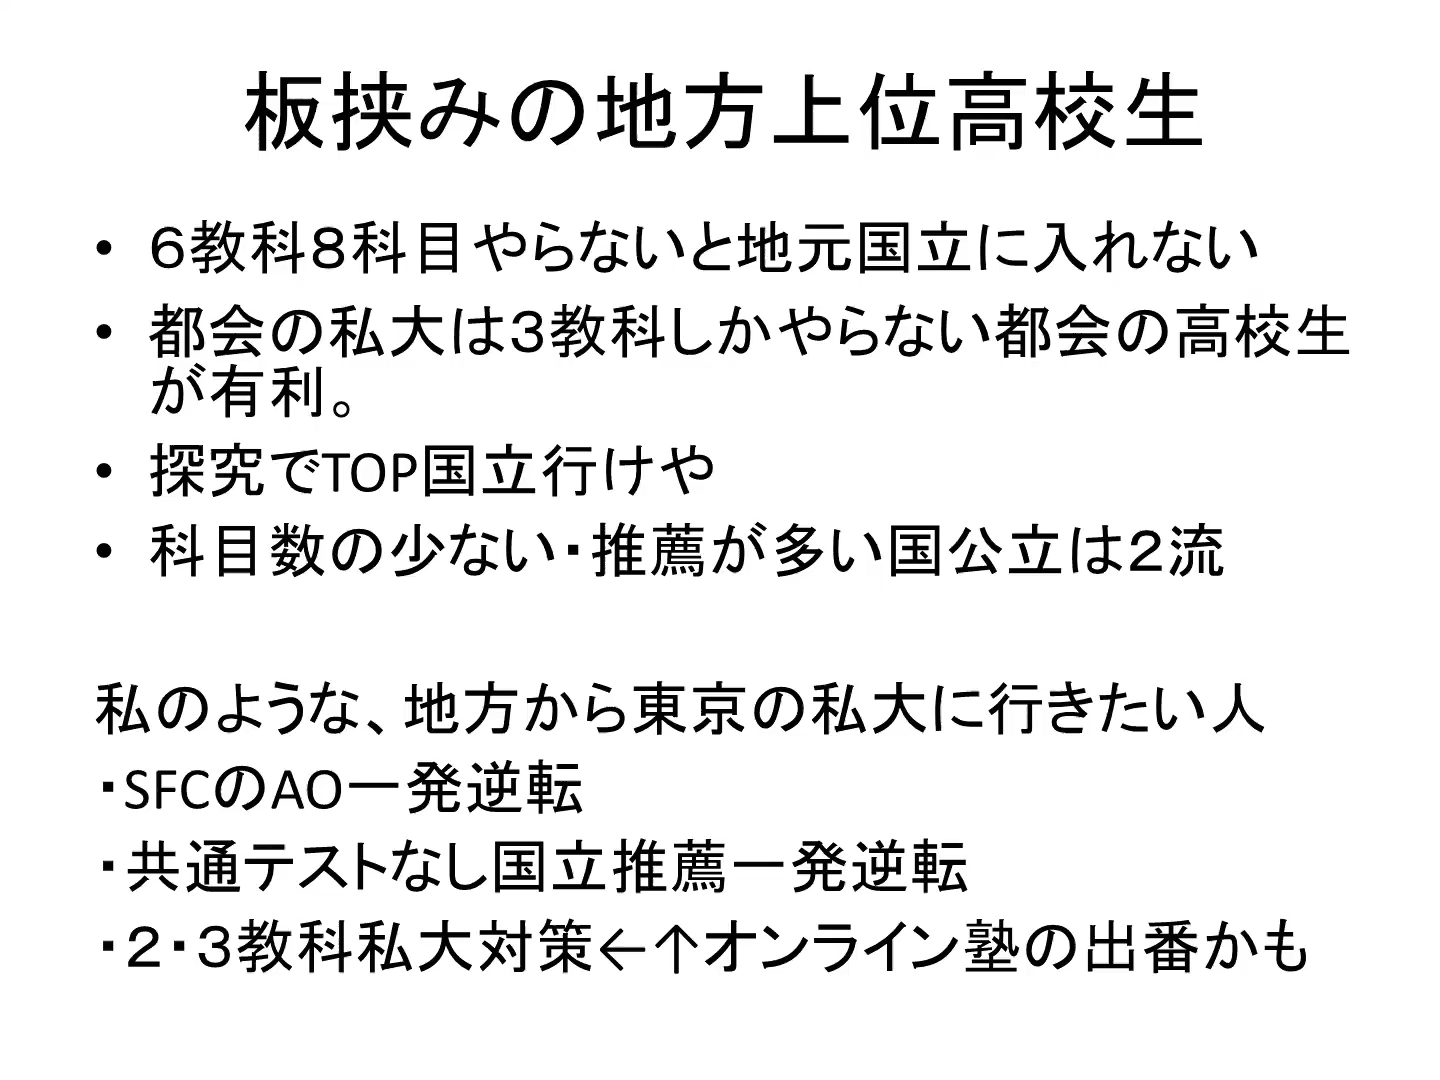 板挟みの地方上位高校生
• ６教科８科目やらないと地元国立に入れない
• 都会の私大は３教科しかやらない都会の高校生
が有利。
• 探究でTOP国立行けや
• 科目数の少ない・推薦が多い国公立は２流
私のような、地方から東京の私大に行きたい人
・SFCのAO一発逆転
・共通テストなし国立推薦一発逆転
・２・３教科私大対策←↑オンライン塾の出番かも